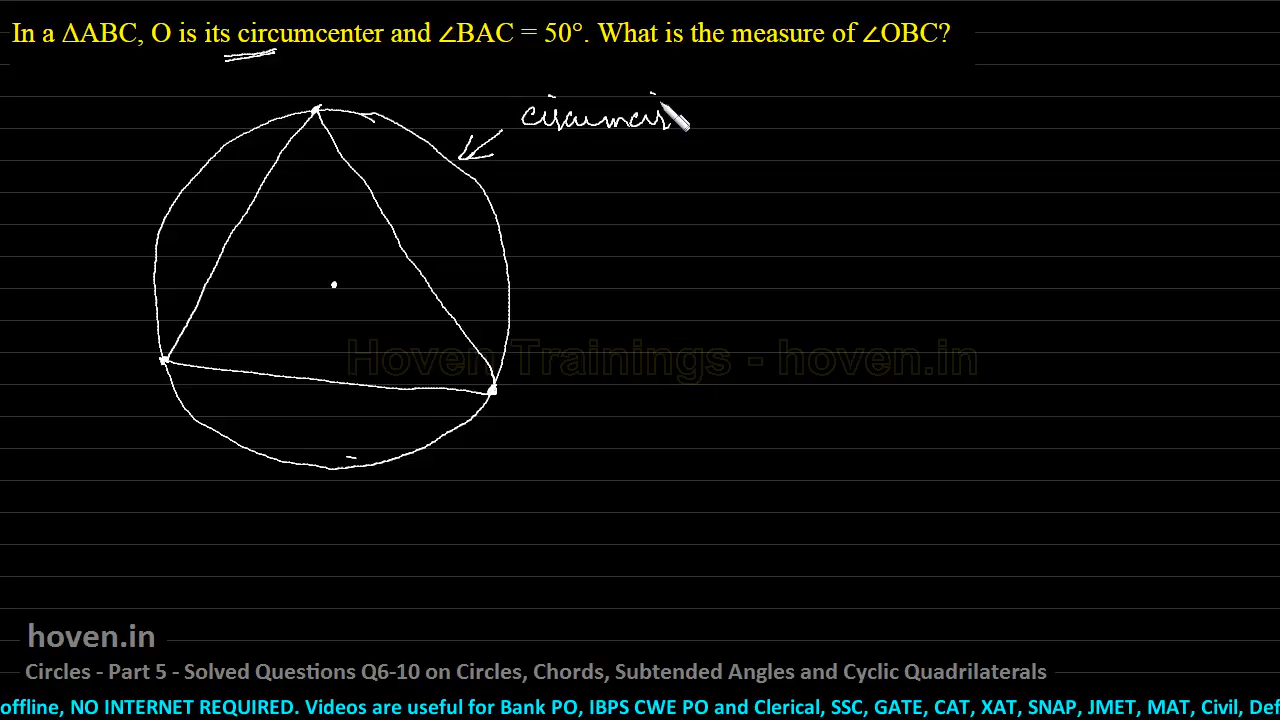 In a ΔABC, O is its circumcenter and ∠BAC = 50°. What is the measure of ∠OBC?
circumcir
Hoven Trainings - hoven.in
hoven.in
Circles - Part 5 - Solved Questions Q6-10 on Circles, Chords, Subtended Angles and Cyclic Quadrilaterals
offline, NO INTERNET REQUIRED. Videos are useful for Bank PO, IBPS CWE PO and Clerical, SSC, GATE, CAT, XAT, SNAP, JMET, MAT, Civil, Def